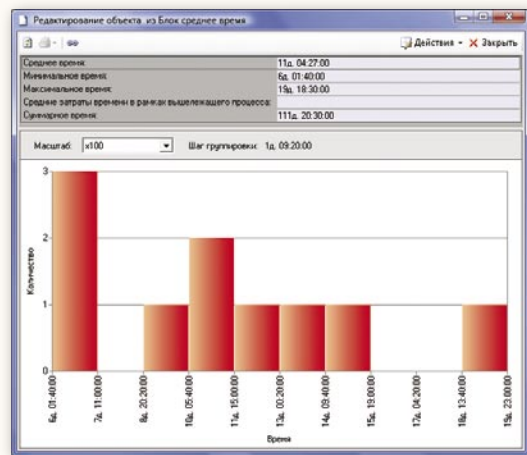 Редактирование объекта из Блок среднее время
Действия Закрыть
Среднее время: 11д. 04:27:00
Минимальное время: 6д. 01:40:00
Максимальное время: 19д. 18:30:00
Средние затраты времени в рамках вышележащего процесса:
Суммарное время: 111д. 20:30:00
Масштаб: x100 Шаг группировки: 1д. 09:20:00
3
2
1
0
Количество
6д. 01:40:00
7д. 11:00:00
8д. 20:20:00
10д. 05:40:00
11д. 15:00:00
13д. 00:20:00
14д. 09:40:00
15д. 19:00:00
17д. 04:20:00
18д. 13:40:00
19д. 23:00:00
Время